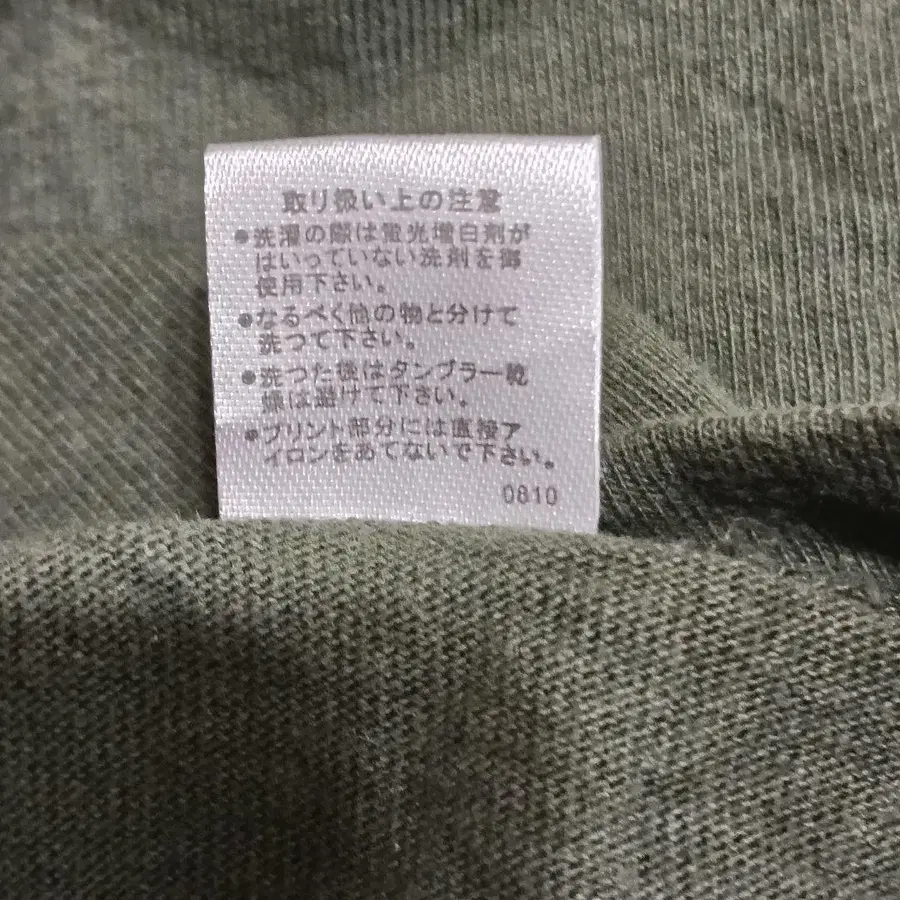 取り扱い上の注意
●洗濯の際は蛍光増白剤が
はいっていない洗剤を御
使用下さい。
●なるべく他の物と分けて
洗つて下さい。
●洗つた後はタンブラー乾
燥は避けて下さい。
●プリント部分には直接ア
イロンをあてないで下さい。
0810